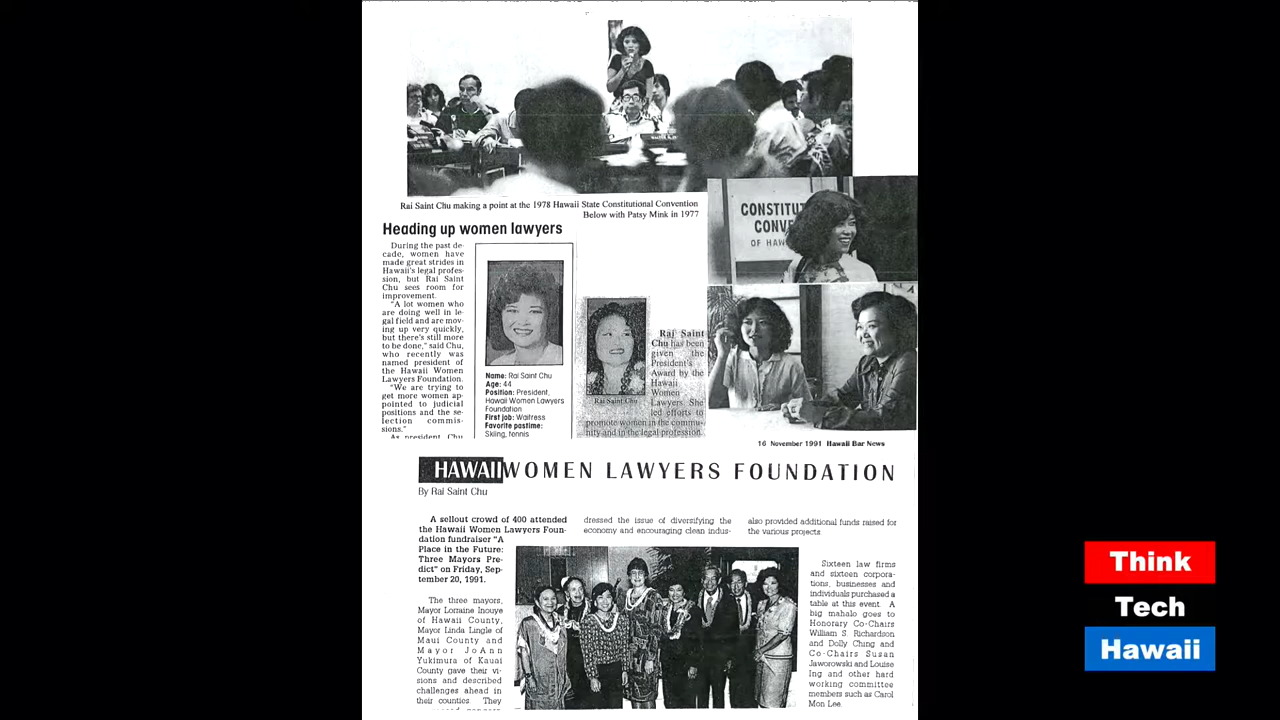 Rai Saint Chu making a point at the 1978 Hawaii State Constitutional Convention
Below with Patsy Mink in 1977
CONSTITUT
CONVE
OF HAW
Heading up women lawyers
During the past de-
cade, women have
made great strides in
Hawaii's legal profes-
sion, but Rai Saint
Chu sees room for
improvement.
"A lot women who
are doing well in le-
gal field and are mov-
ing up very quickly,
but there's still more
to be done," said Chu,
who recently was
named president of
the Hawaii Women
Lawyers Foundation.
"We are trying to
get more women ap-
pointed to judicial
positions and the se-
lection commis-
sions."
As president Chu
Name: Rai Saint Chu
Age: 44
Position: President,
Hawaii Women Lawyers
Foundation
First job: Waitress
Favorite pastime:
Skiing, tennis
Rai Saint Chu
Rai Saint
Chu has been
given the
President's
Award by the
Hawaii
Women
Lawyers. She
led efforts to
promote women in the commu-
nity and in the legal profession.
16 November 1991 Hawaii Bar News
HAWAII WOMEN LAWYERS FOUNDATION
By Rai Saint Chu
A sellout crowd of 400 attended
the Hawaii Women Lawyers Foun-
dation fundraiser "A
Place in the Future:
Three Mayors Pre-
dict" on Friday, Sep-
tember 20, 1991.
The three mayors,
Mayor Lorraine Inouye
of Hawaii County,
Mayor Linda Lingle of
Maui County and
Mayor JoAnn
Yukimura of Kauai
County gave their vi-
sions and described
challenges ahead in
their counties. They
dressed the issue of diversifying the
economy and encouraging clean indus-
also provided additional funds raised for
the various projects
Sixteen law firms
and sixteen corpora-
tions, businesses and
individuals purchased a
table at this event. A
big mahalo goes to
Honorary Co-Chairs
William S. Richardson
and Dolly Ching and
Co-Chairs Susan
Jaworowski and Louise
Ing and other hard
working committee
members such as Carol
Mon Lee.
Think
Tech
Hawaii